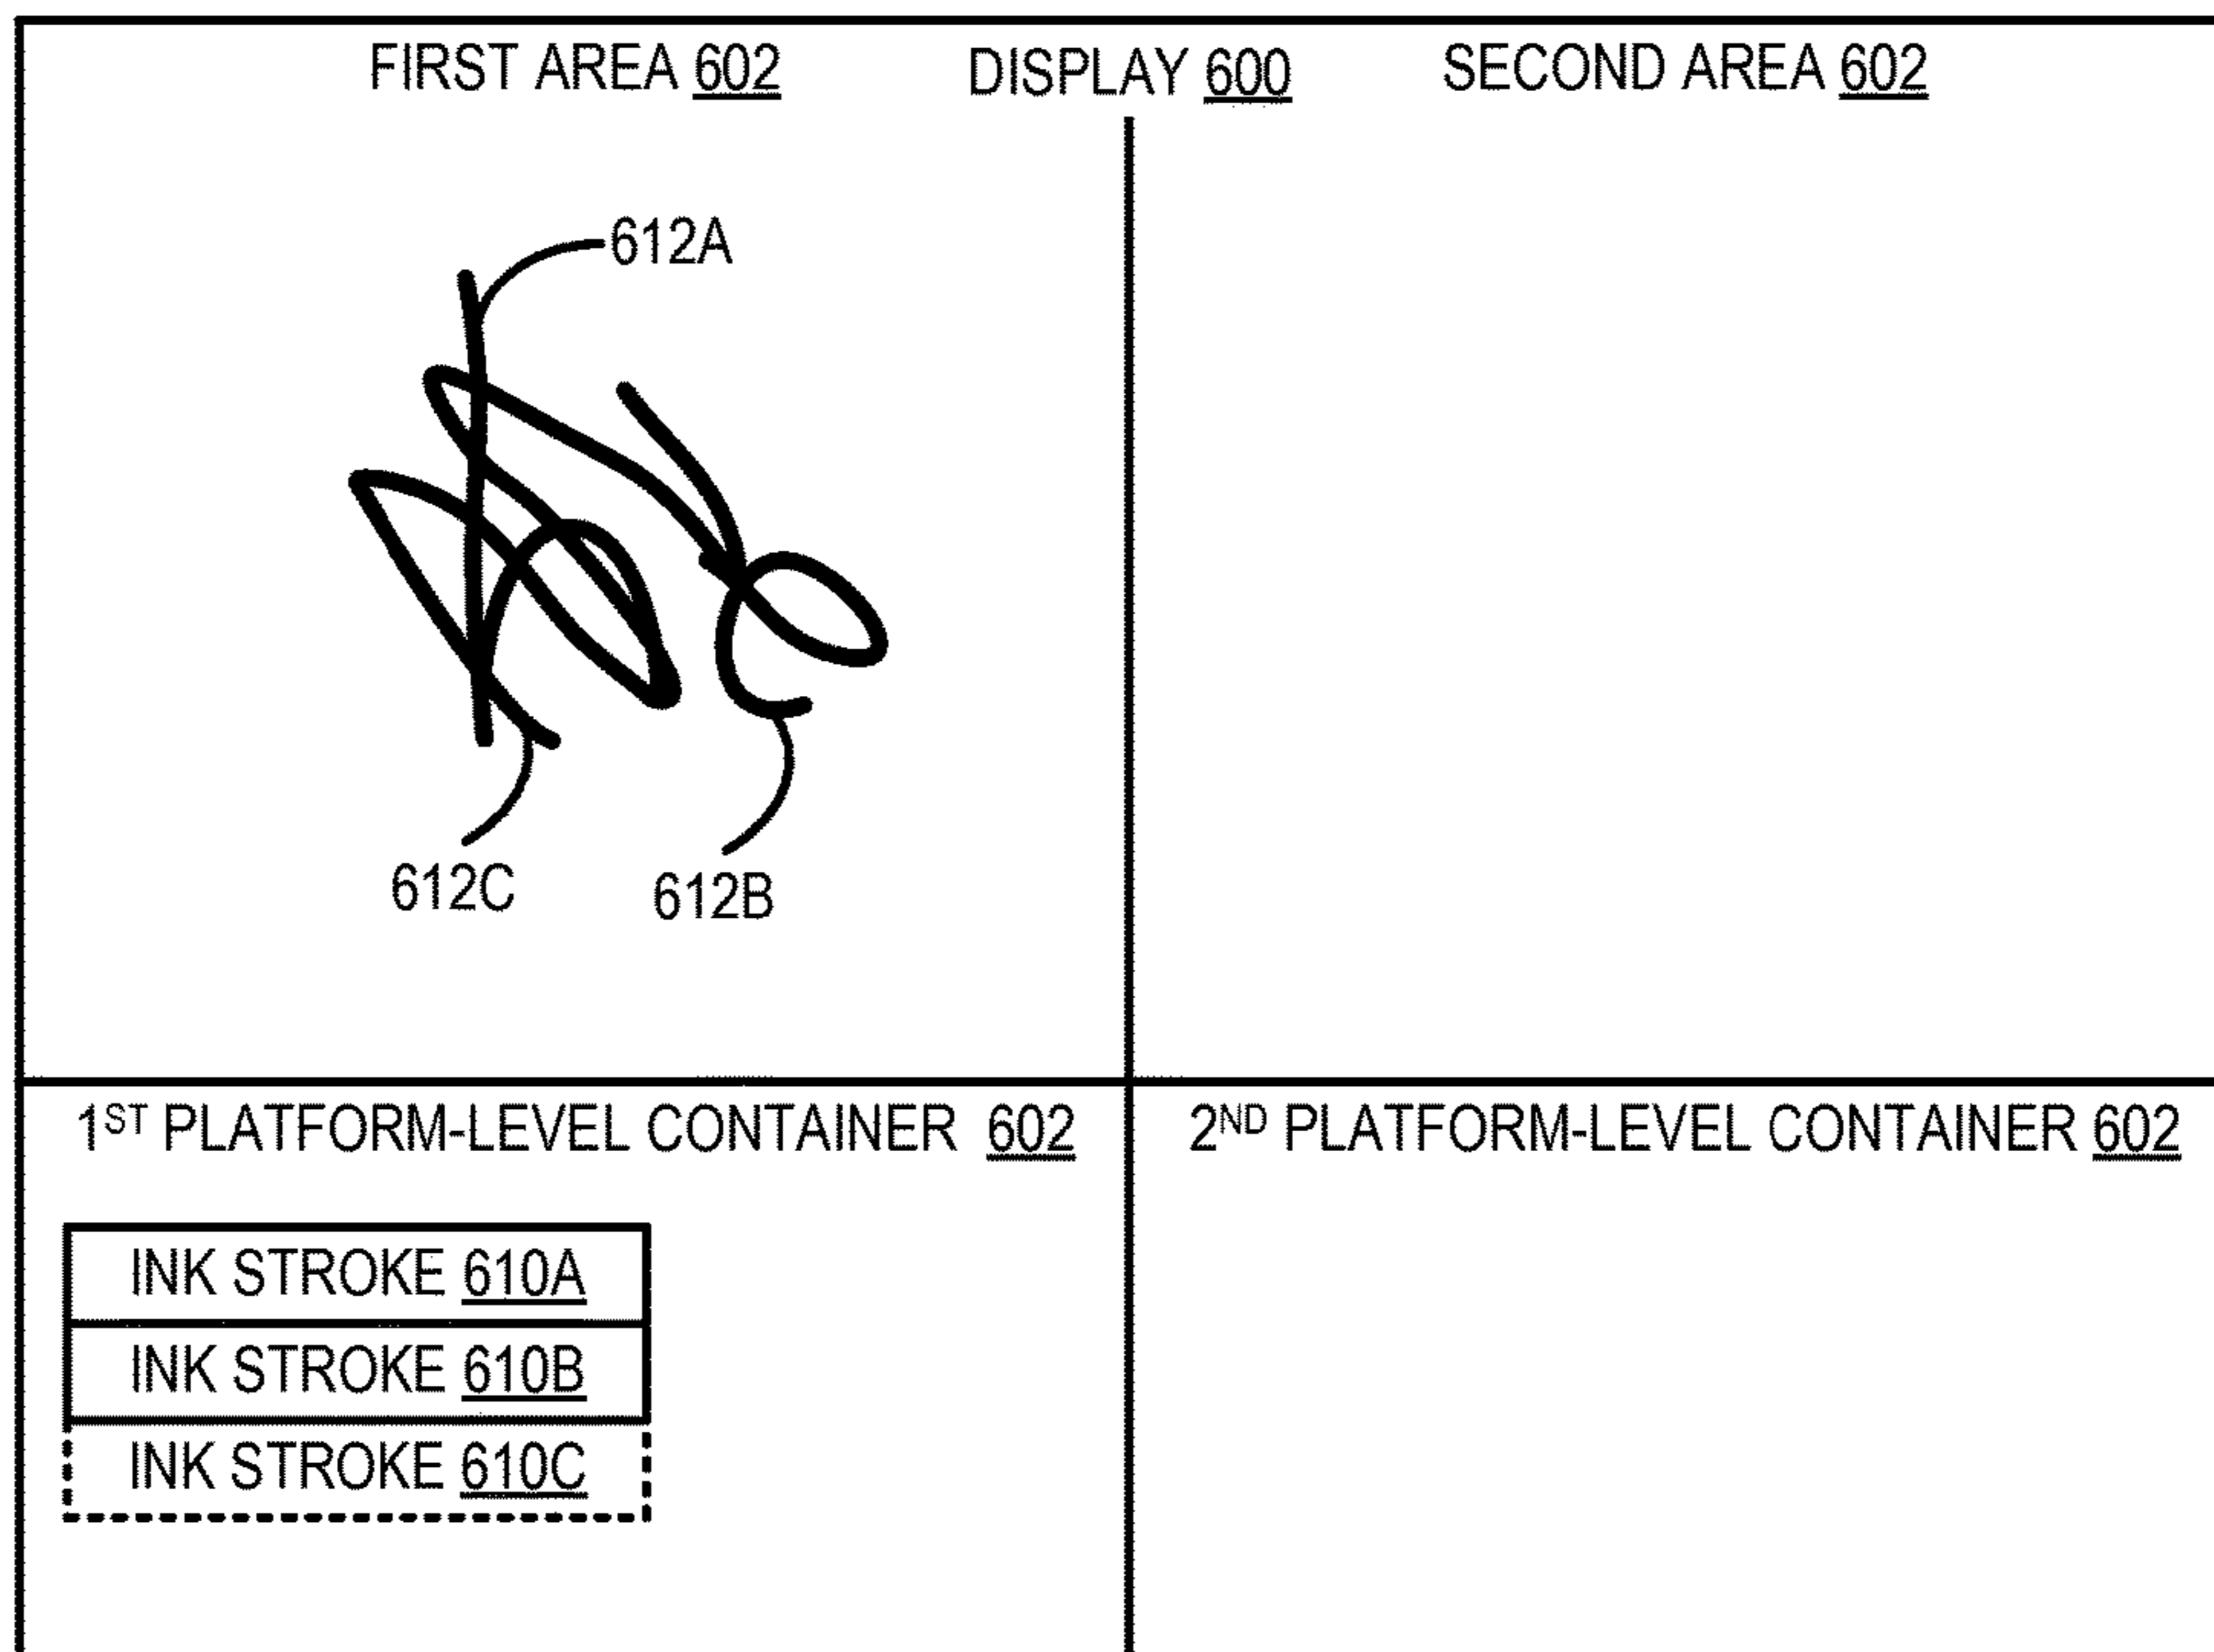 FIRST AREA 602
DISPLAY 600
SECOND AREA 602
612A
612C
612B
1ST PLATFORM-LEVEL CONTAINER 602
2ND PLATFORM-LEVEL CONTAINER 602
INK STROKE 610A
INK STROKE 610B
INK STROKE 610C